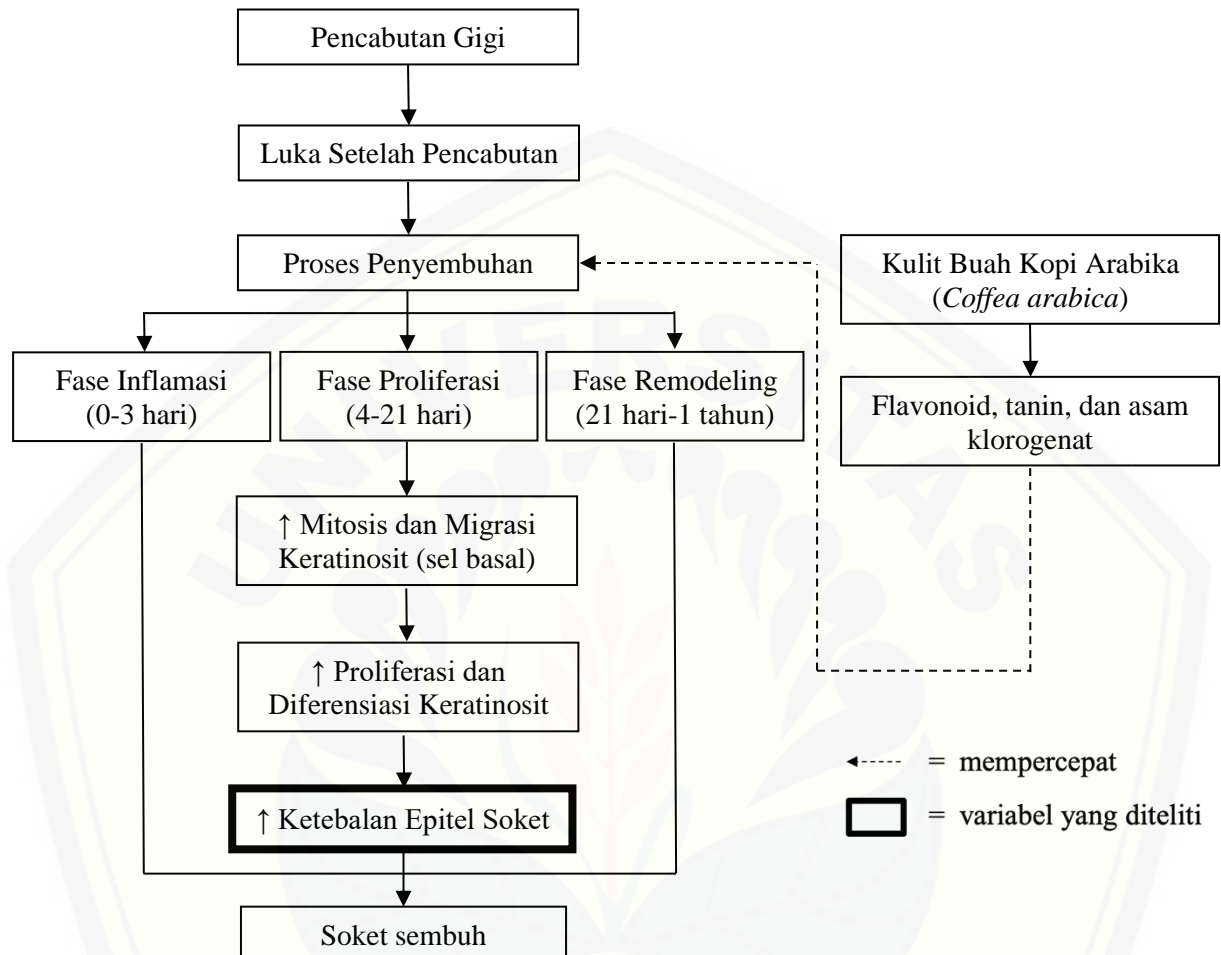 Pencabutan Gigi
Luka Setelah Pencabutan
Proses Penyembuhan
Kulit Buah Kopi Arabika
(Coffea arabica)
Fase Inflamasi
(0-3 hari)
Fase Proliferasi
(4-21 hari)
Fase Remodeling
(21 hari-1 tahun)
Flavonoid, tanin, dan asam
klorogenat
↑ Mitosis dan Migrasi
Keratinosit (sel basal)
↑ Proliferasi dan
Diferensiasi Keratinosit
↑ Ketebalan Epitel Soket
= mempercepat
= variabel yang diteliti
Soket sembuh
UNIVERSITAS